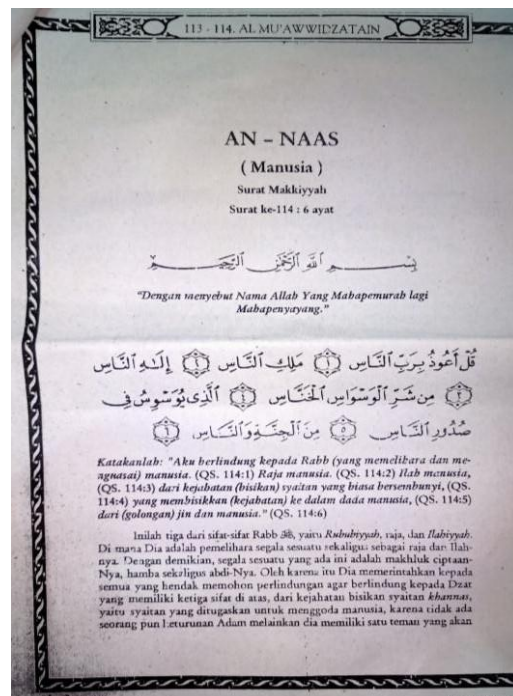 113 - 114. AL MU'AWWIDZATAIN
AN – NAAS
( Manusia )
Surat Makkiyyah
Surat ke-114 : 6 ayat
بِسْمِ اللَّهِ الرَّحْمَٰنِ الرَّحِيمِ
"Dengan menyebut Nama Allah Yang Mahapemurah lagi
Mahapenyayang."
قُلْ أَعُوذُ بِرَبِّ النَّاسِ ۝١ مَلِكِ النَّاسِ ۝ إِلَٰهِ النَّاسِ
۝٣ مِن شَرِّ الْوَسْوَاسِ الْخَنَّاسِ ۝٤ الَّذِي يُوَسْوِسُ فِي
صُدُورِ النَّاسِ ۝٥ مِنَ الْجِنَّةِ وَالنَّاسِ ۝٦
Katakanlah: "Aku berlindung kepada Rabb (yang memelihara dan me-
nguasai) manusia. (QS. 114:1) Raja manusia. (QS. 114:2) Ilah manusia,
(QS. 114:3) dari kejahatan (bisikan) syaitan yang biasa bersembunyi, (QS.
114:4) yang membisikkan (kejahatan) ke dalam dada manusia, (QS. 114:5)
dari (golongan) jin dan manusia." (QS. 114:6)
Inilah tiga dari sifat-sifat Rabb ﷻ, yaitu Rububiyyah, raja, dan Ilahiyyah.
Di mana Dia adalah pemelihara segala sesuatu sekaligus sebagai raja dan Ilah-
nya. Dengan demikian, segala sesuatu yang ada ini adalah makhluk ciptaan-
Nya, hamba sekaligus abdi-Nya. Oleh karena itu Dia memerintahkan kepada
semua yang hendak memohon perlindungan agar berlindung kepada Dzat
yang memiliki ketiga sifat di atas, dari kejahatan bisikan syaitan khannas,
yaitu syaitan yang ditugaskan untuk menggoda manusia, karena tidak ada
seorang pun keturunan Adam melainkan dia memiliki satu teman yang akan